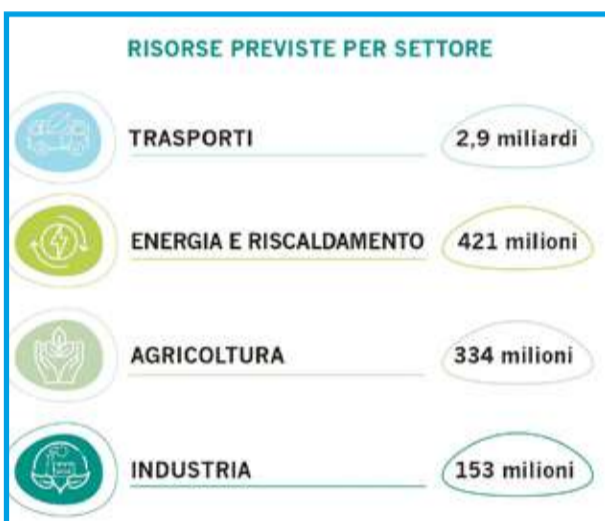 RISORSE PREVISTE PER SETTORE
TRASPORTI 2,9 miliardi
ENERGIA E RISCALDAMENTO 421 milioni
AGRICOLTURA 334 milioni
INDUSTRIA 153 milioni